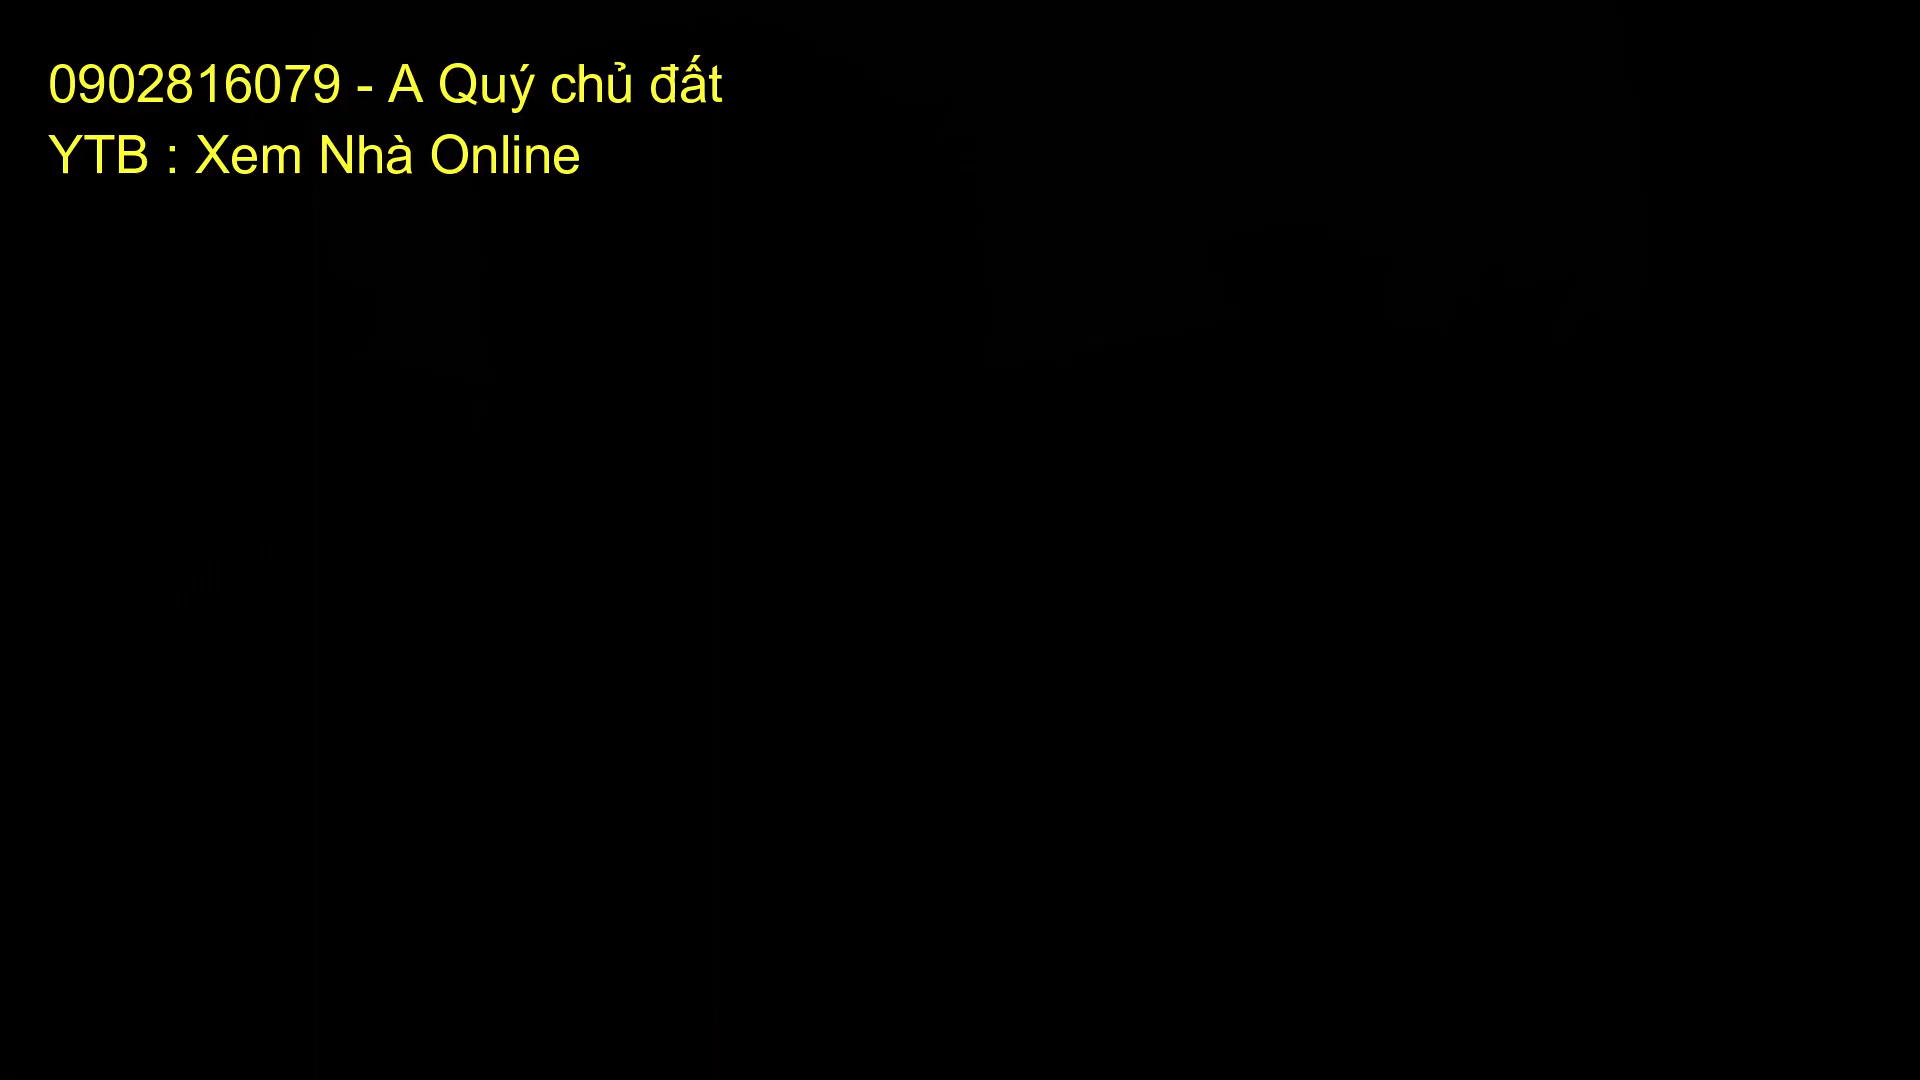 0902816079 - A Quý chủ đất
YTB : Xem Nhà Online